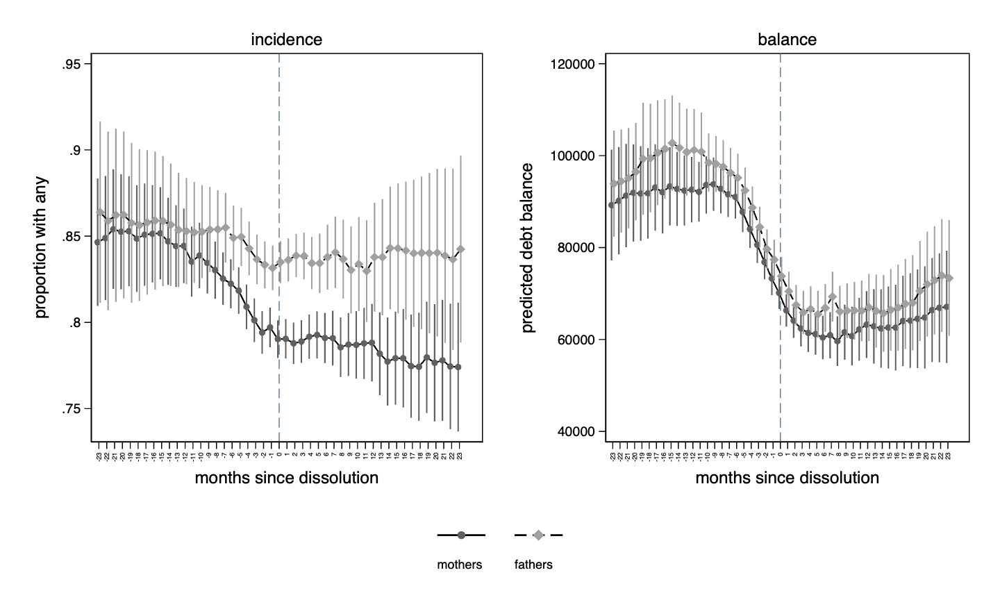 incidence
.95
.9
.85
.8
.75
proportion with any
-23 -22 -21 -20 -19 -18 -17 -16 -15 -14 -13 -12 -11 -10 -9 -8 -7 -6 -5 -4 -3 -2 -1 0 1 2 3 4 5 6 7 8 9 10 11 12 13 14 15 16 17 18 19 20 21 22 23
months since dissolution
balance
120000
100000
80000
60000
40000
predicted debt balance
-23 -22 -21 -20 -19 -18 -17 -16 -15 -14 -13 -12 -11 -10 -9 -8 -7 -6 -5 -4 -3 -2 -1 0 1 2 3 4 5 6 7 8 9 10 11 12 13 14 15 16 17 18 19 20 21 22 23
months since dissolution
mothers
fathers